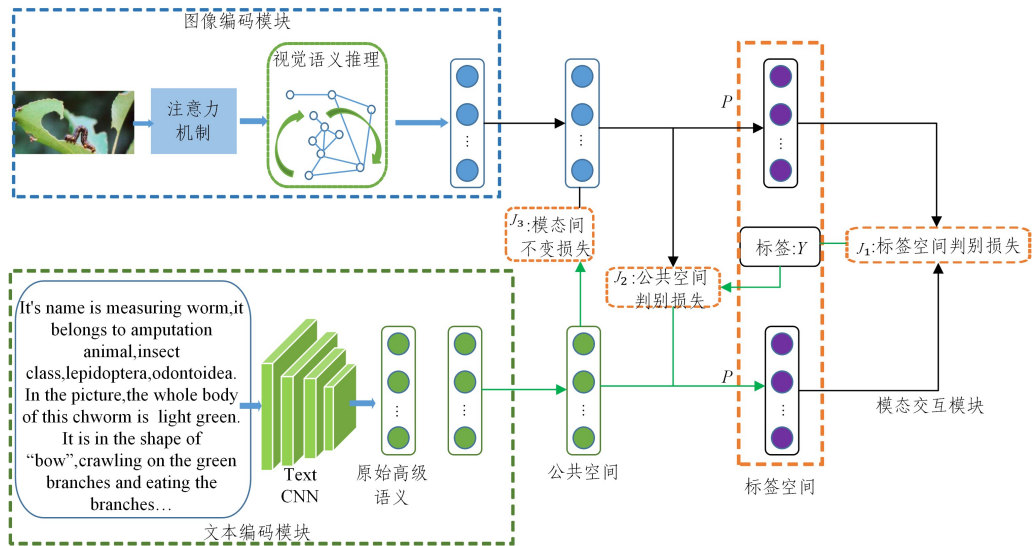 图像编码模块
注意力
机制
视觉语义推理
⋮
⋮
P
⋮
J₃:模态间
不变损失
J₂:公共空间
判别损失
标签:Y
J₁:标签空间判别损失
It's name is measuring worm,it
belongs to amputation
animal,insect
class,lepidoptera,odontoidea.
In the picture,the whole body
of this chworm is light green.
It is in the shape of
“bow”,crawling on the green
branches and eating the
branches…
Text
CNN
…
原始高级
语义
…
…
公共空间
P
…
标签空间
模态交互模块
文本编码模块